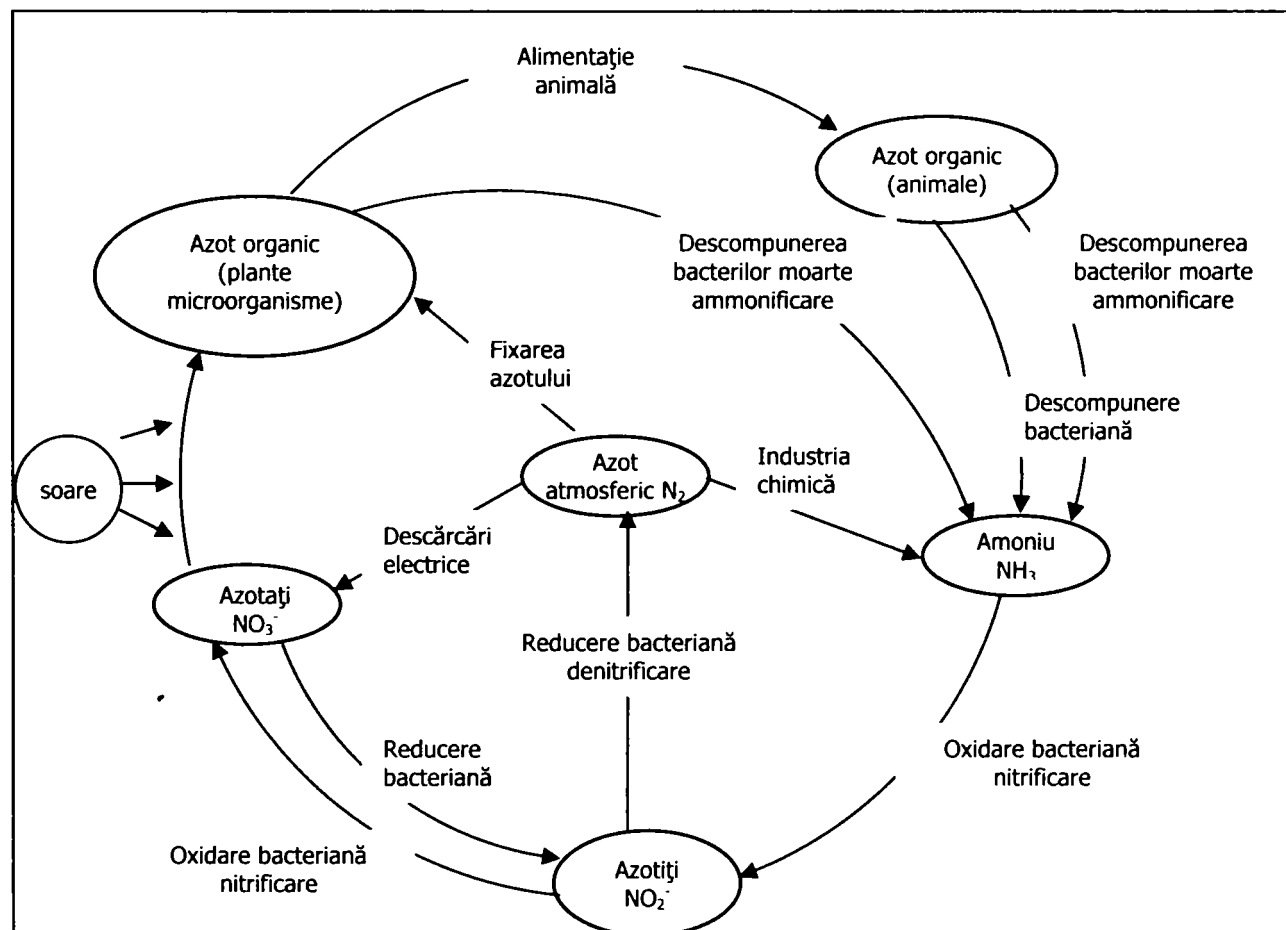 Alimentaţie
animală
Azot organic
(animale)
Azot organic
(plante
microorganisme)
Descompunerea
bacterilor moarte
ammonificare
Descompunerea
bacterilor moarte
ammonificare
Fixarea
azotului
Descompunere
bacteriană
soare
Azot
atmosferic N₂
Industria
chimică
Descărcări
electrice
Amoniu
NH₃
Azotaţi
NO₃⁻
Reducere bacteriană
denitrificare
Reducere
bacteriană
Oxidare bacteriană
nitrificare
Oxidare bacteriană
nitrificare
Azotiţi
NO₂⁻